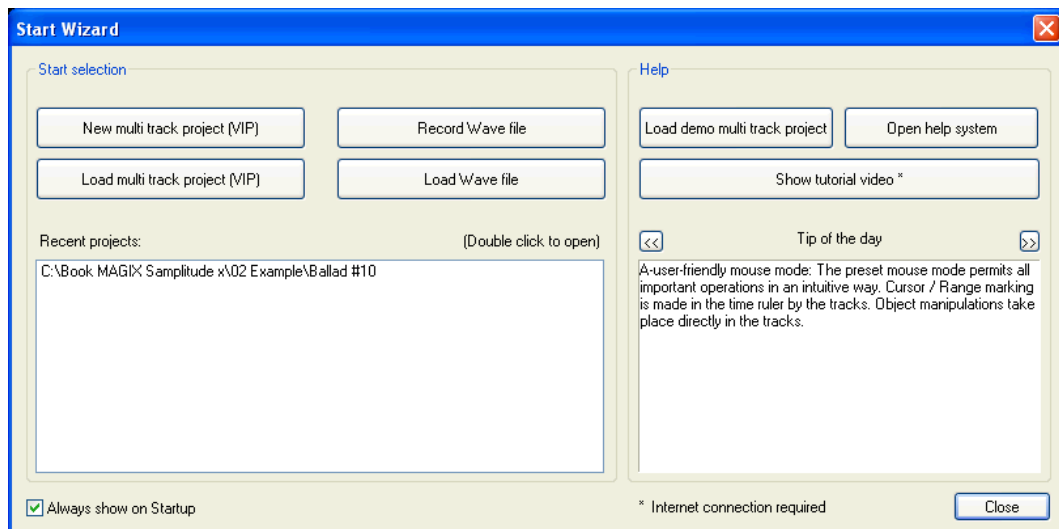 Start Wizard
Start selection
New multi track project (VIP)
Record Wave file
Load multi track project (VIP)
Load Wave file
Recent projects:
(Double click to open)
C:\Book MAGIX Samplitude x\02 Example\Ballad #10
Always show on Startup
Help
Load demo multi track project
Open help system
Show tutorial video *
<<
Tip of the day
>>
A-user-friendly mouse mode: The preset mouse mode permits all
important operations in an intuitive way. Cursor / Range marking
is made in the time ruler by the tracks. Object manipulations take
place directly in the tracks.
* Internet connection required
Close